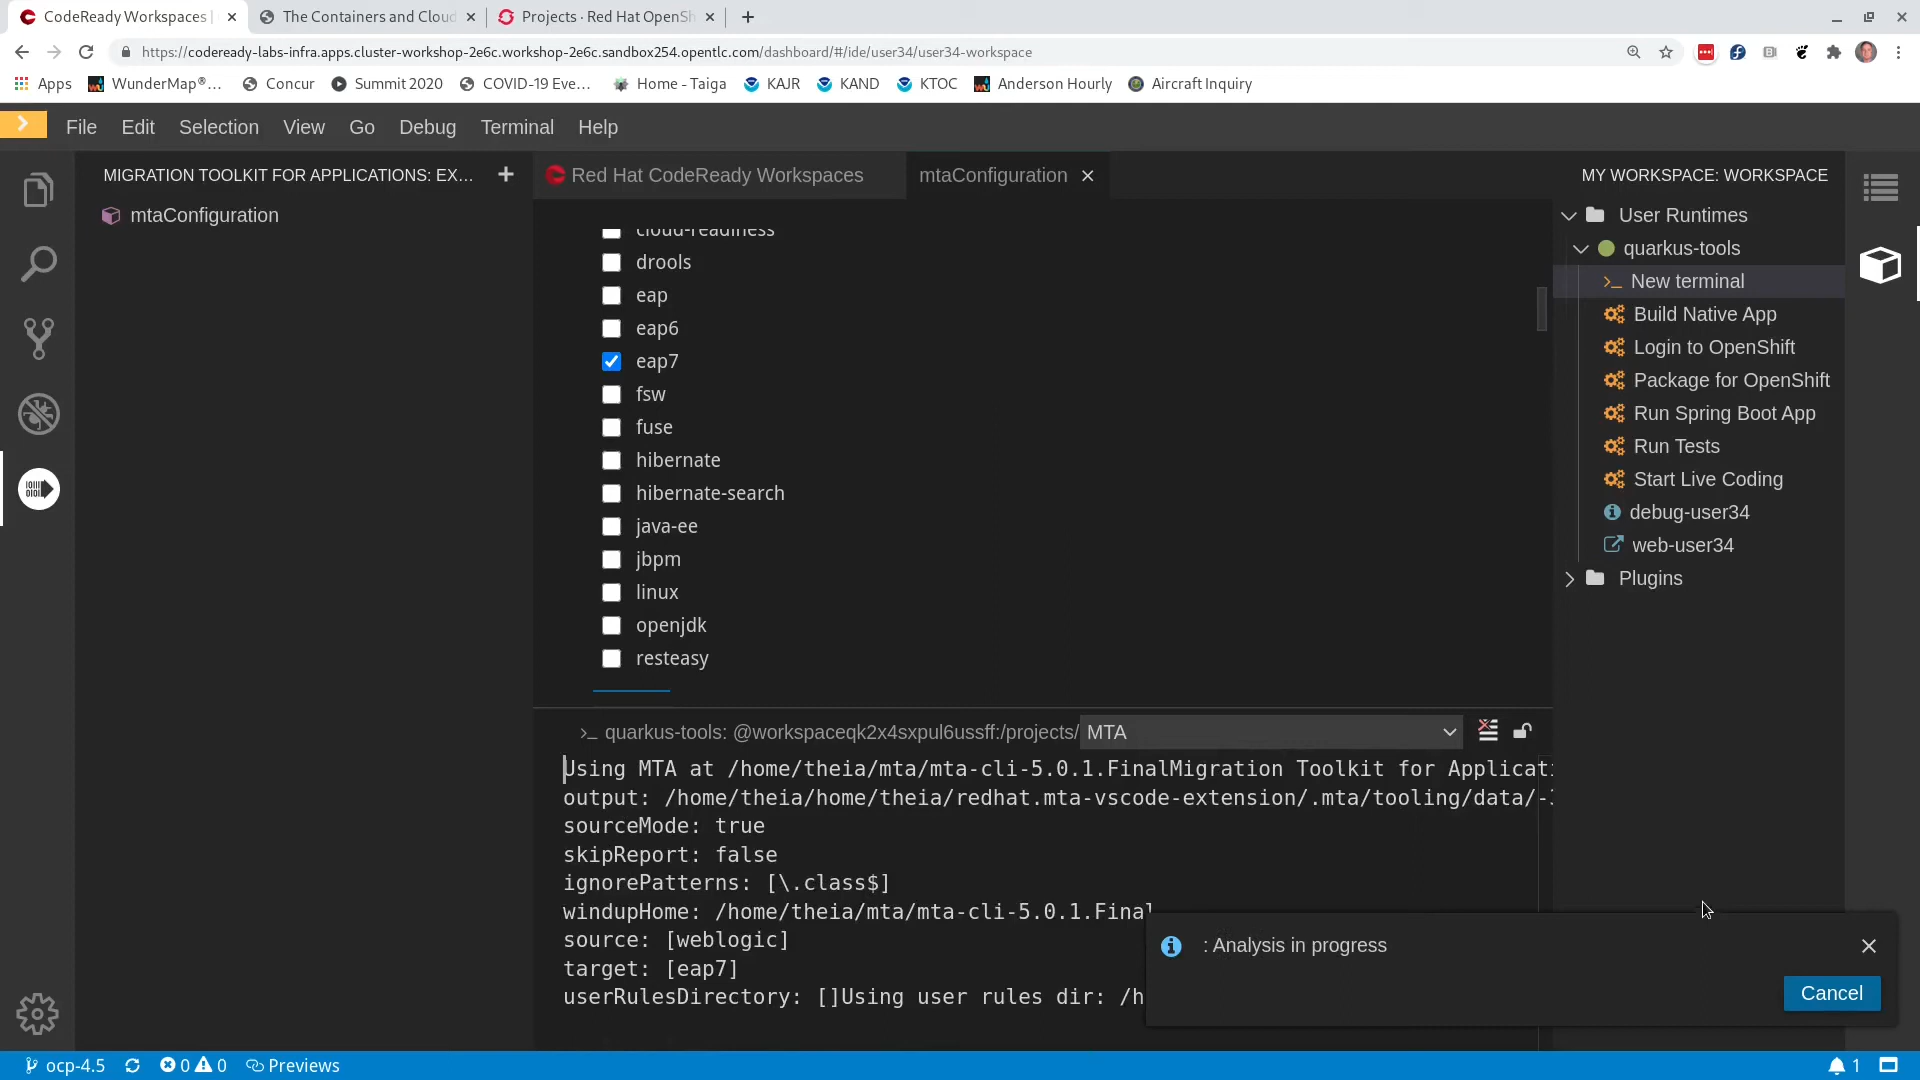 CodeReady Workspaces |
The Containers and Cloud
Projects · Red Hat OpenSh
https://codeready-labs-infra.apps.cluster-workshop-2e6c.workshop-2e6c.sandbox254.opentlc.com/dashboard/#/ide/user34/user34-workspace
Apps
WunderMap®...
Concur
Summit 2020
COVID-19 Eve...
Home - Taiga
KAJR
KAND
KTOC
Anderson Hourly
Aircraft Inquiry
File
Edit
Selection
View
Go
Debug
Terminal
Help
MIGRATION TOOLKIT FOR APPLICATIONS: EX...
mtaConfiguration
Red Hat CodeReady Workspaces
mtaConfiguration
cloud-readiness
drools
eap
eap6
eap7
fsw
fuse
hibernate
hibernate-search
java-ee
jbpm
linux
openjdk
resteasy
>_ quarkus-tools: @workspaceqk2x4sxpul6ussff:/projects/
MTA
Using MTA at /home/theia/mta/mta-cli-5.0.1.FinalMigration Toolkit for Applicati
output: /home/theia/home/theia/redhat.mta-vscode-extension/.mta/tooling/data/-
sourceMode: true
skipReport: false
ignorePatterns: [\.class$]
windupHome: /home/theia/mta/mta-cli-5.0.1.Final
source: [weblogic]
target: [eap7]
userRulesDirectory: []Using user rules dir: /h
MY WORKSPACE: WORKSPACE
User Runtimes
quarkus-tools
>_ New terminal
Build Native App
Login to OpenShift
Package for OpenShift
Run Spring Boot App
Run Tests
Start Live Coding
debug-user34
web-user34
Plugins
: Analysis in progress
Cancel
ocp-4.5
0
0
Previews
1